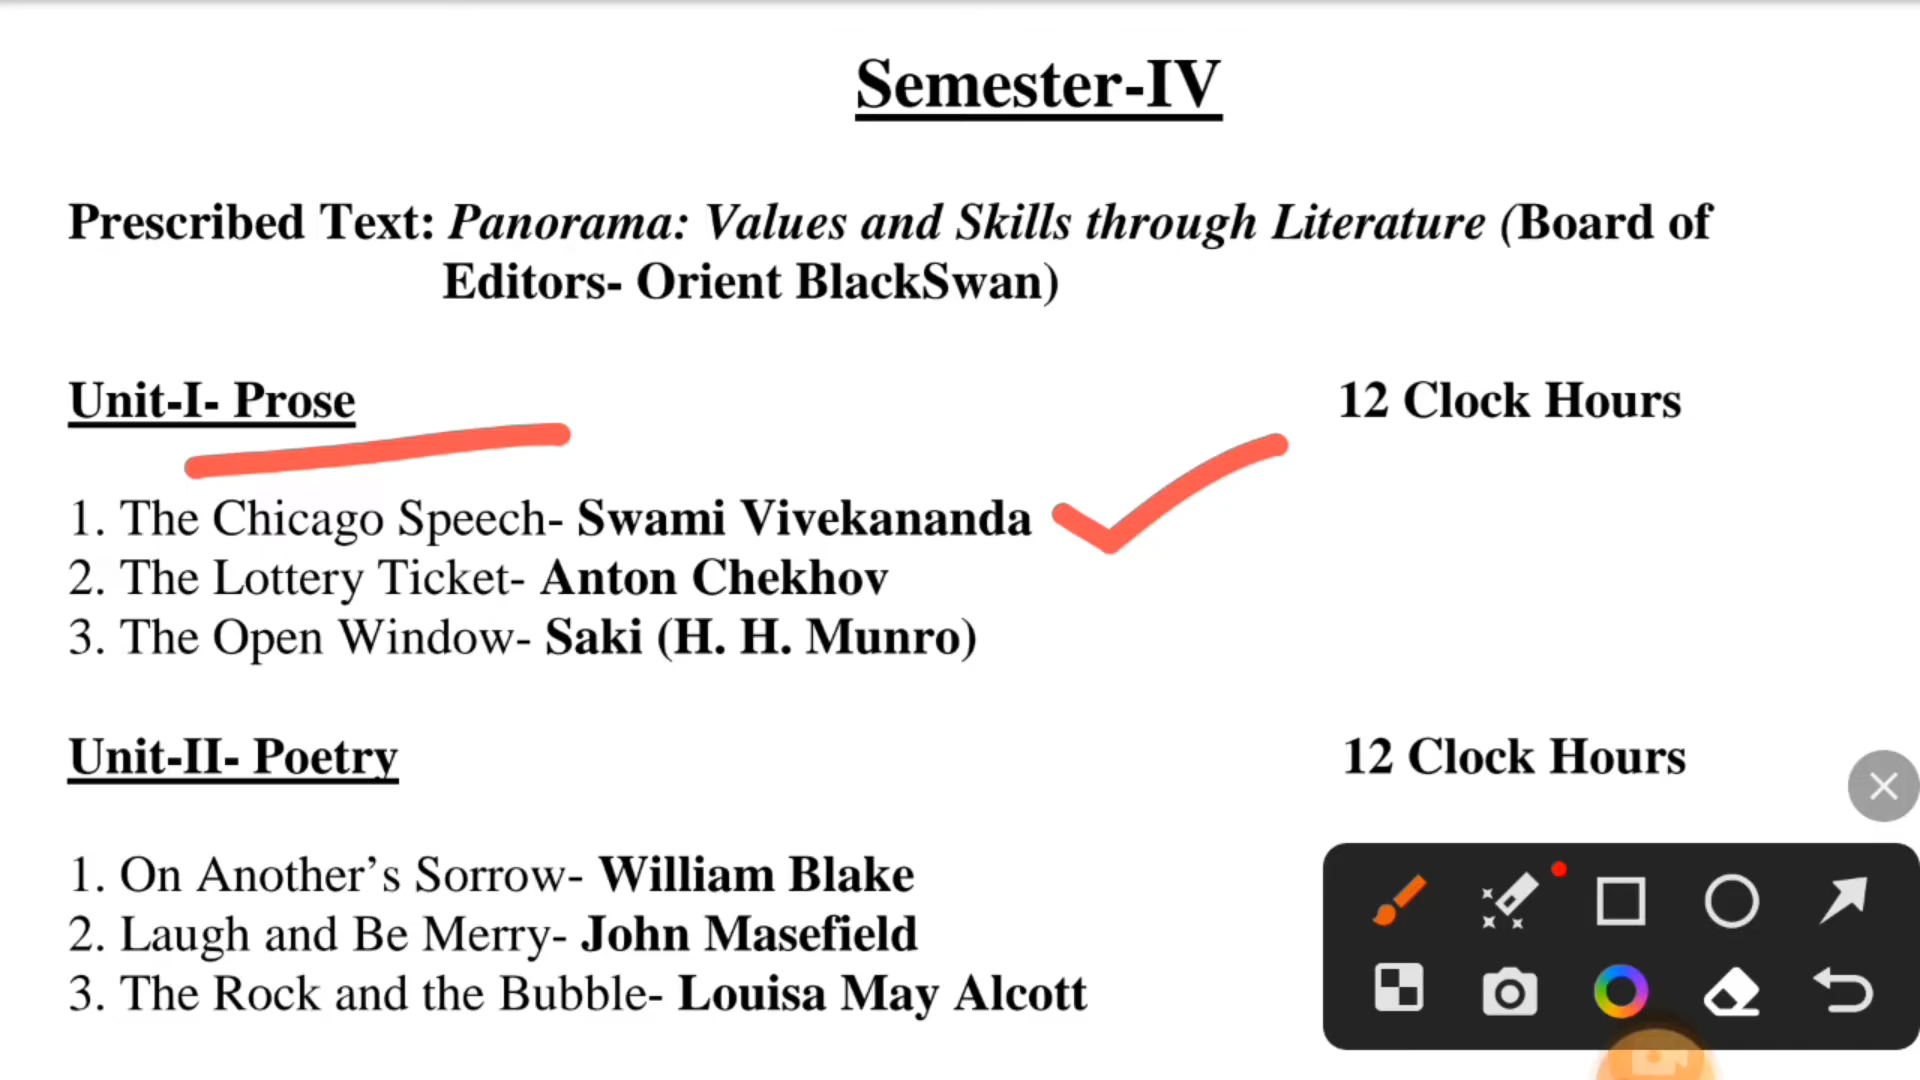 Semester-IV
Prescribed Text: Panorama: Values and Skills through Literature (Board of
Editors- Orient BlackSwan)
Unit-I- Prose 12 Clock Hours
1. The Chicago Speech- Swami Vivekananda
2. The Lottery Ticket- Anton Chekhov
3. The Open Window- Saki (H. H. Munro)
Unit-II- Poetry 12 Clock Hours
1. On Another’s Sorrow- William Blake
2. Laugh and Be Merry- John Masefield
3. The Rock and the Bubble- Louisa May Alcott